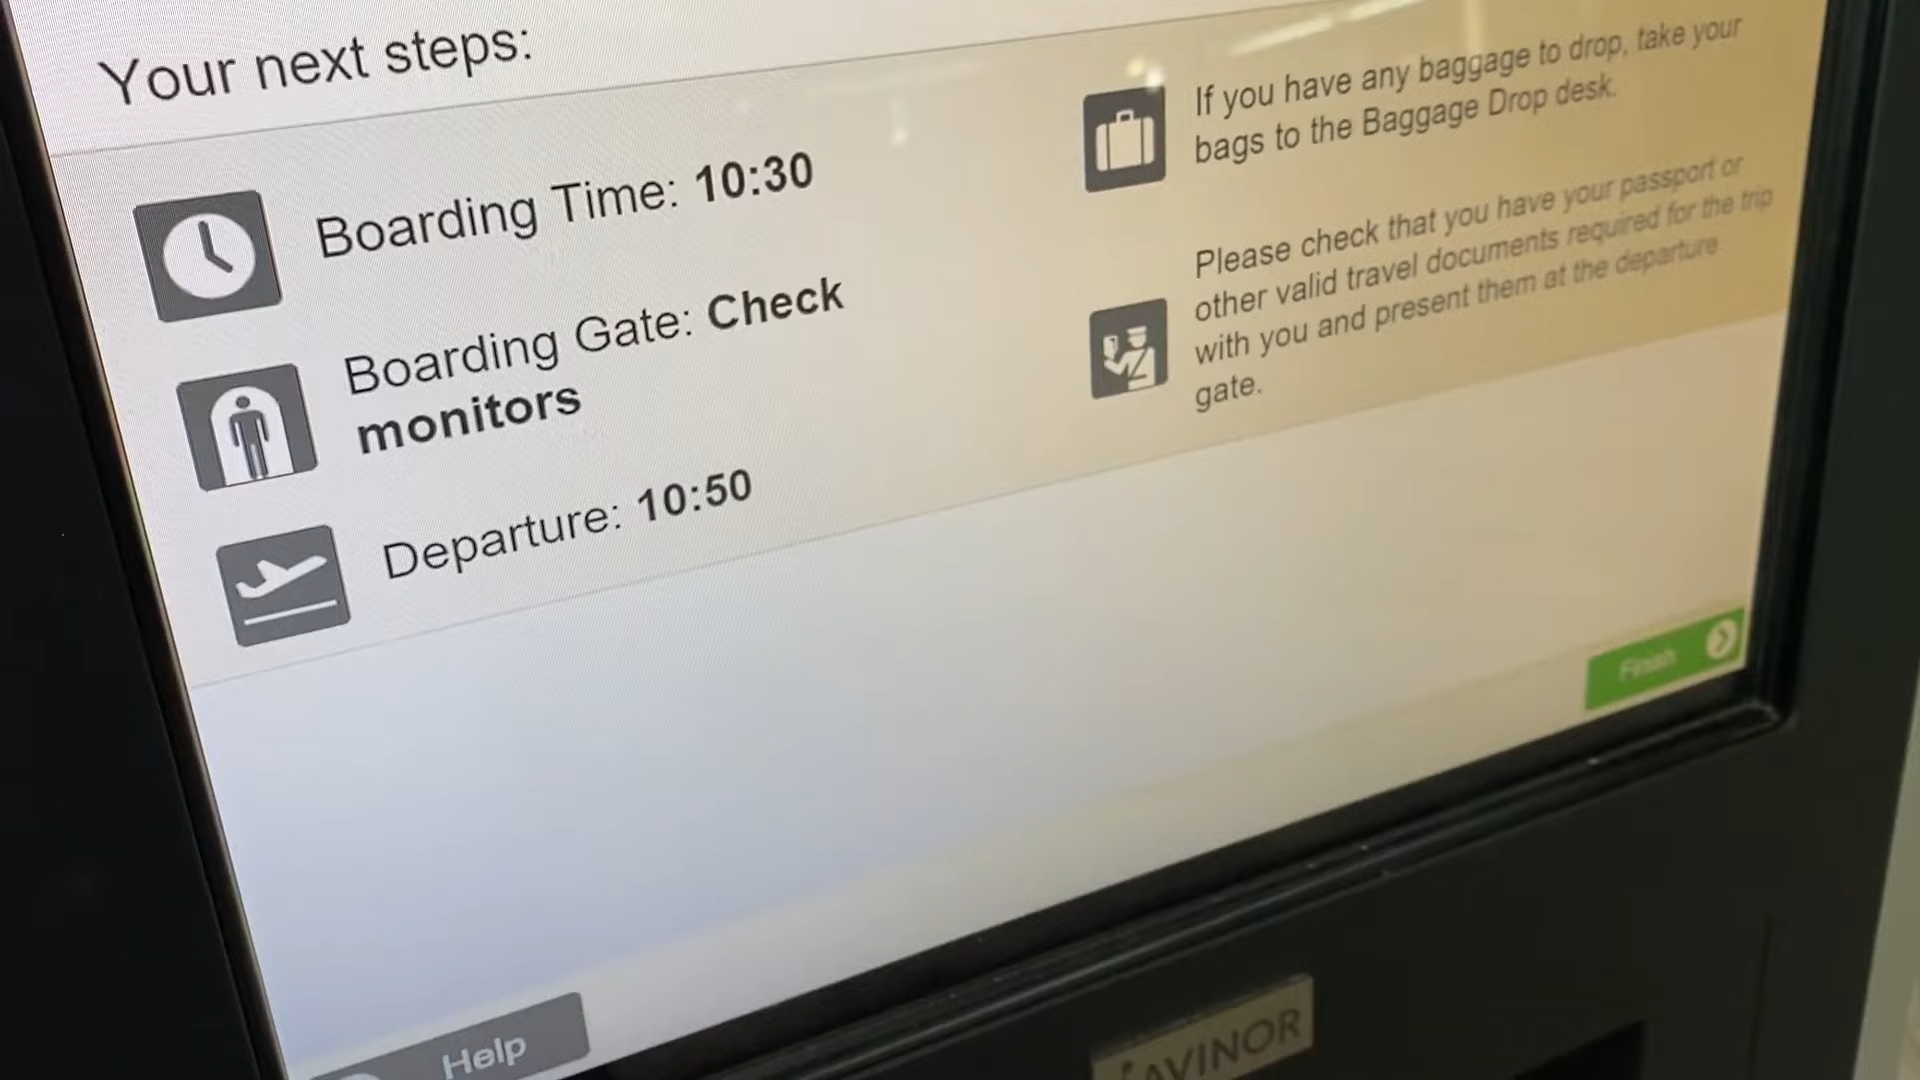 Your next steps:
Boarding Time: 10:30
Boarding Gate: Check
monitors
Departure: 10:50
If you have any baggage to drop, take your
bags to the Baggage Drop desk.
Please check that you have your passport or
other valid travel documents required for the trip
with you and present them at the departure
gate.
Finish
Help
AVINOR